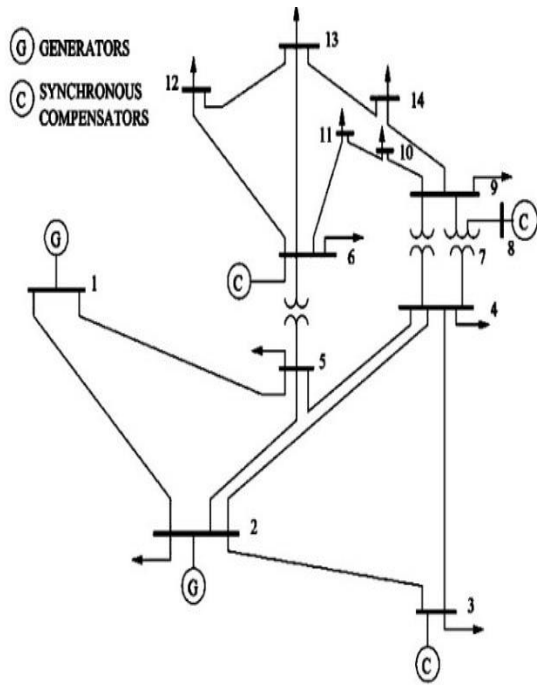 G GENERATORS
C SYNCHRONOUS
COMPENSATORS
13
12
14
11
10
9
G
C
8
7
6
C
1
4
5
2
G
3
C